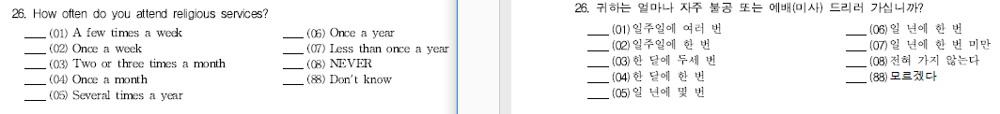 26. How often do you attend religious services?
___ (01) A few times a week
___ (02) Once a week
___ (03) Two or three times a month
___ (04) Once a month
___ (05) Several times a year
___ (06) Once a year
___ (07) Less than once a year
___ (08) NEVER
___ (88) Don't know
26. 귀하는 얼마나 자주 불공 또는 예배(미사) 드리러 가십니까?
___ (01)일주일에 여러 번
___ (02)일주일에 한 번
___ (03)한 달에 두세 번
___ (04)한 달에 한 번
___ (05)일 년에 몇 번
___ (06)일 년에 한 번
___ (07)일 년에 한 번 미만
___ (08)전혀 가지 않는다
___ (88)모르겠다